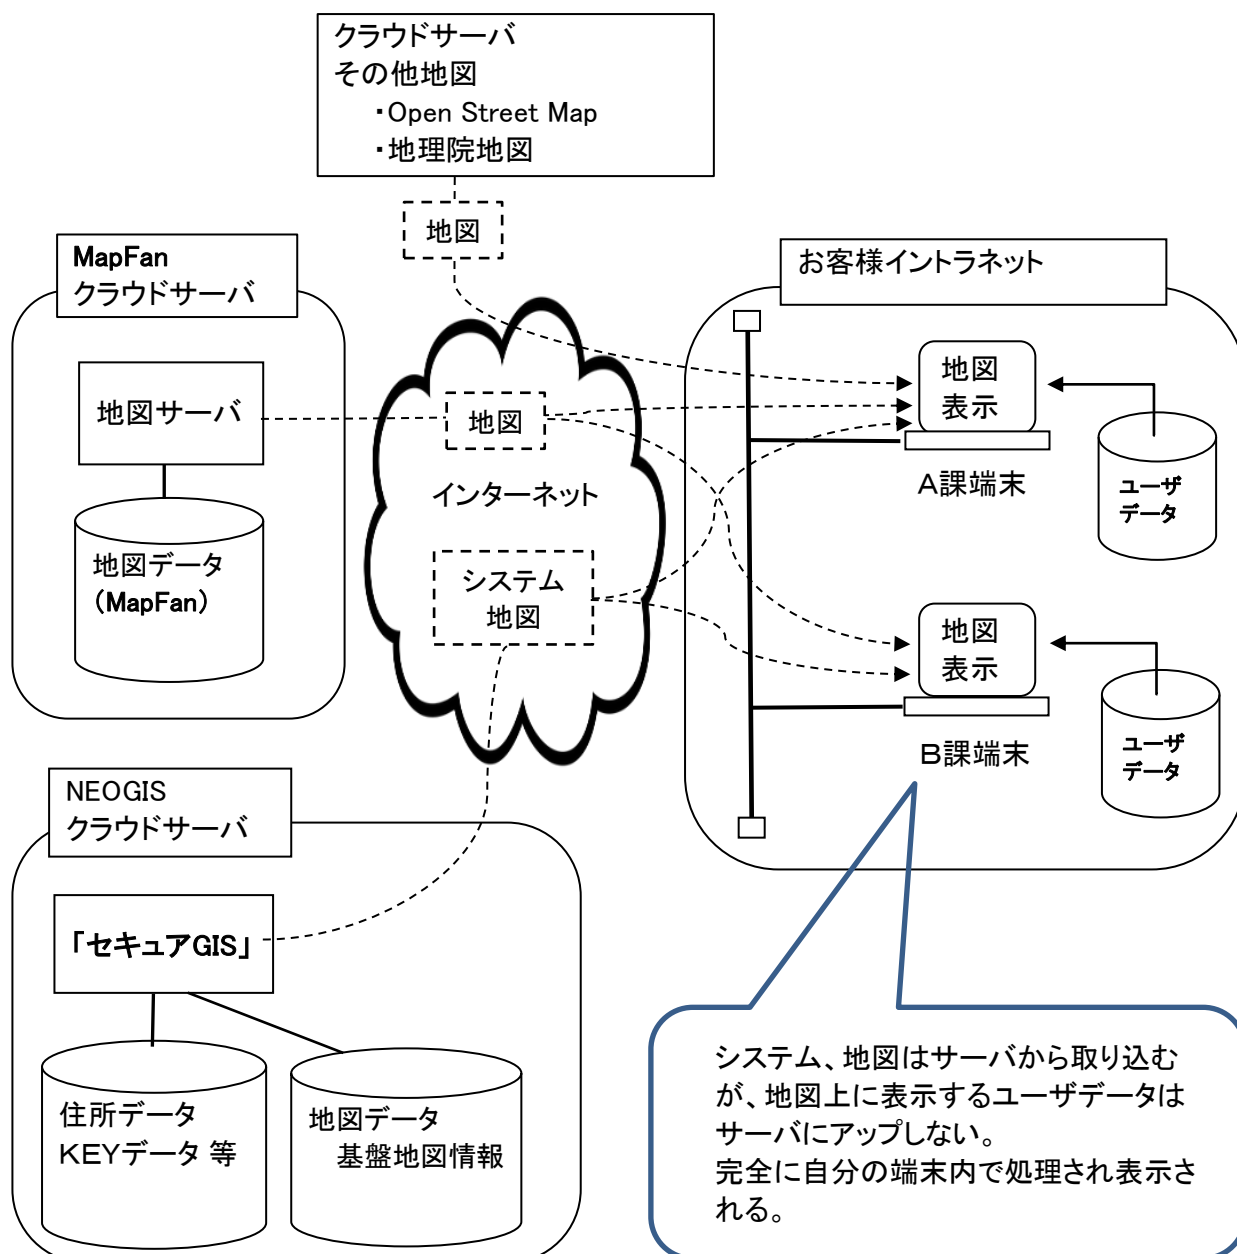 クラウドサーバ
その他地図
・Open Street Map
・地理院地図
地図
MapFan
クラウドサーバ
地図サーバ
地図データ
(MapFan)
地図
インターネット
システム
地図
お客様イントラネット
地図
表示
A課端末
ユーザ
データ
地図
表示
B課端末
ユーザ
データ
NEOGIS
クラウドサーバ
「セキュアGIS」
住所データ
KEYデータ 等
地図データ
基盤地図情報
システム、地図はサーバから取り込む
が、地図上に表示するユーザデータは
サーバにアップしない。
完全に自分の端末内で処理され表示さ
れる。